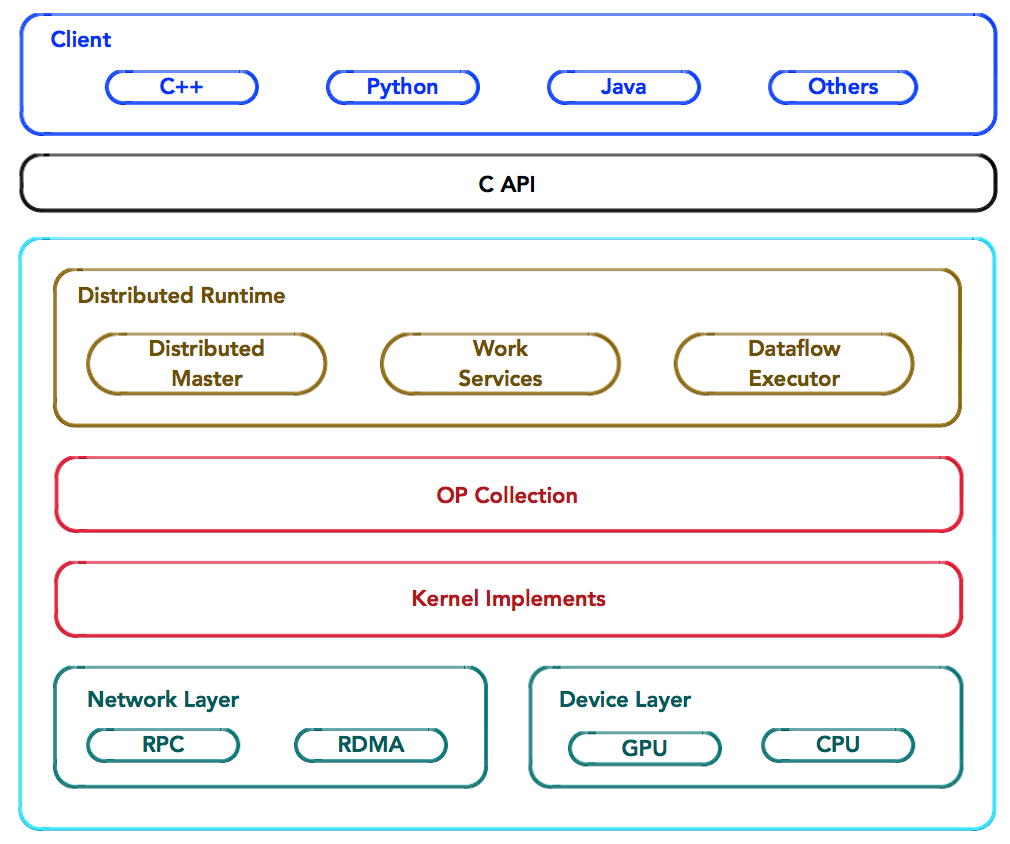 Client
C++
Python
Java
Others
C API
Distributed Runtime
Distributed
Master
Work
Services
Dataflow
Executor
OP Collection
Kernel Implements
Network Layer
RPC
RDMA
Device Layer
GPU
CPU